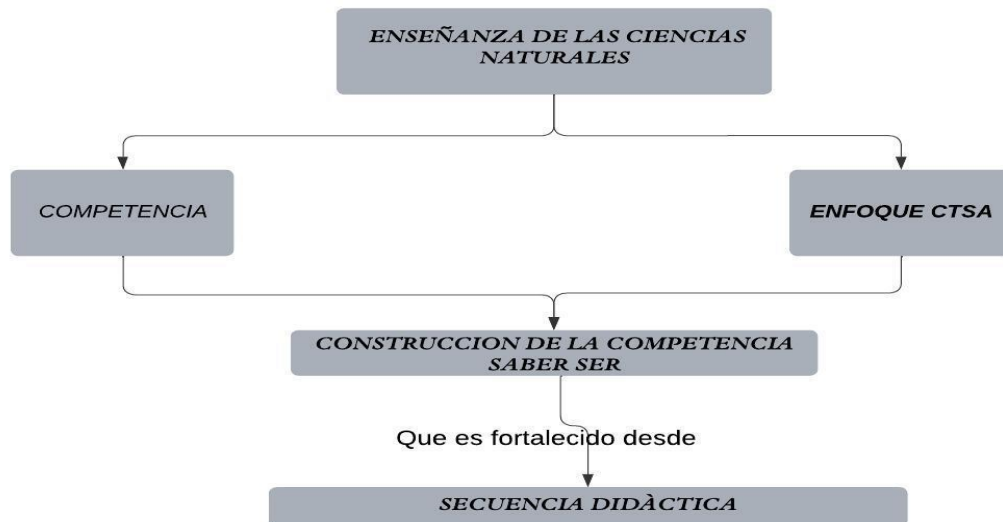 ENSEÑANZA DE LAS CIENCIAS
NATURALES
COMPETENCIA
ENFOQUE CTSA
CONSTRUCCION DE LA COMPETENCIA
SABER SER
Que es fortalecido desde
SECUENCIA DIDÀCTICA